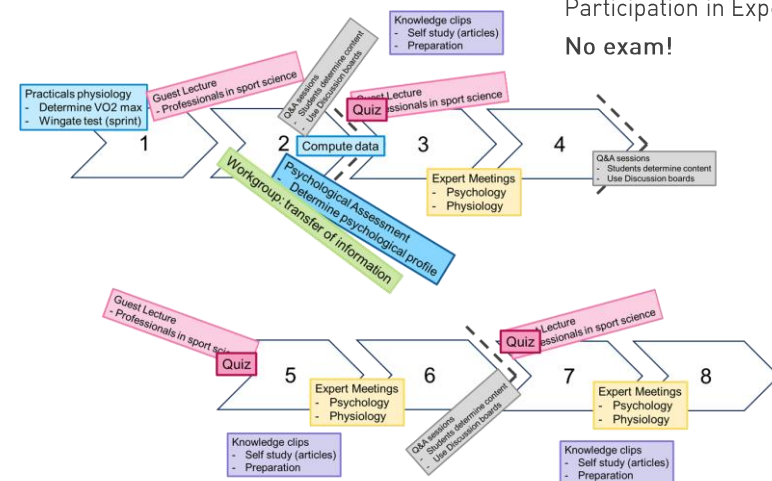 Participation in Expe
No exam!
Knowledge clips
- Self study (articles)
- Preparation
Practicals physiology
- Determine VO2 max
- Wingate test (sprint)
Guest Lecture
- Professionals in sport science
Q&A sessions
- Students determine content
- Use Discussion boards
Quiz
Lecture
ssionals in sport science
1
2
3
4
Compute data
Psychological Assessment
- Determine psychological profile
Workgroup: transfer of information
Expert Meetings
- Psychology
- Physiology
Q&A sessions
- Students determine content
- Use Discussion boards
Guest Lecture
- Professionals in sport sci
Quiz
5
6
Expert Meetings
- Psychology
- Physiology
Knowledge clips
- Self study (articles)
- Preparation
Q&A sessions
- Students determine content
- Use Discussion boards
Quiz
Lecture
essionals in sport science
7
8
Expert Meetings
- Psychology
- Physiology
Knowledge clips
- Self study (articles)
- Preparation